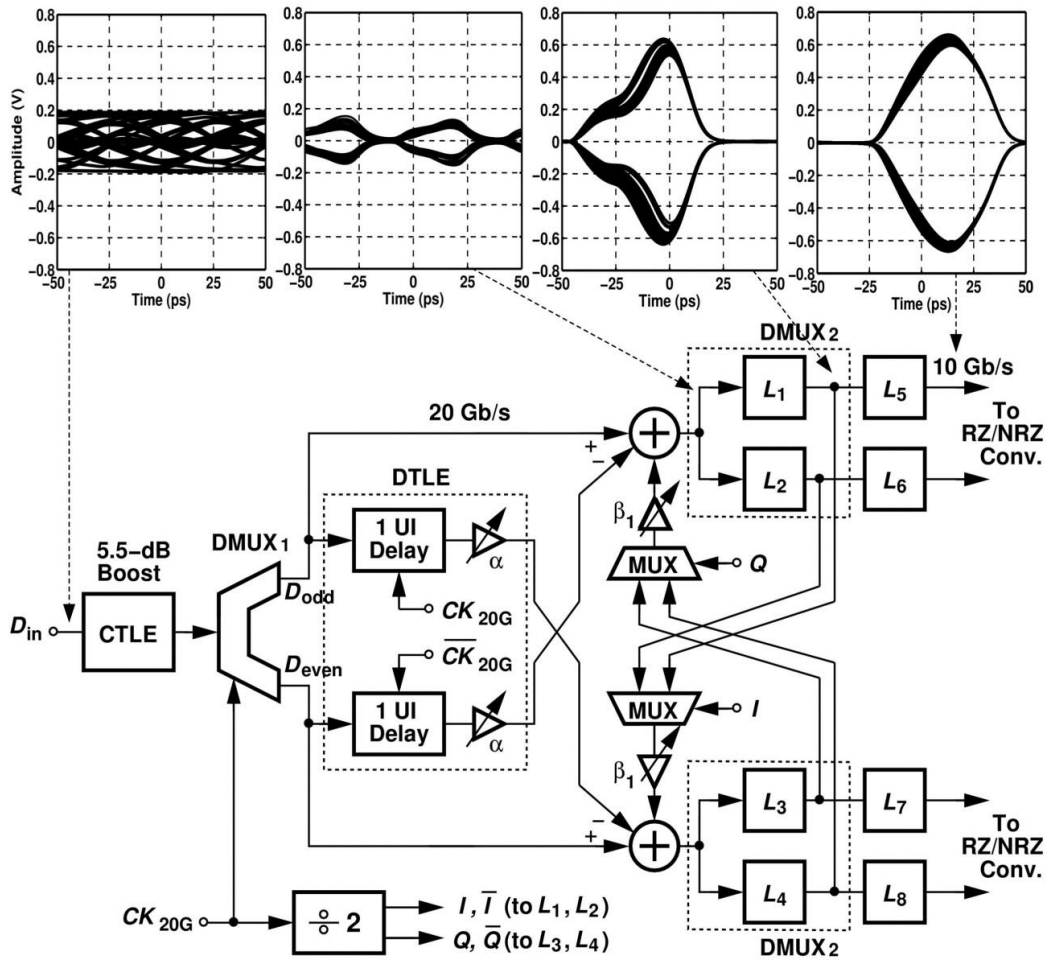 Amplitude (V)
0.8
0.6
0.4
0.2
0
−0.2
−0.4
−0.6
−0.8
−50 −25 0 25 50
Time (ps)
0.8
0.6
0.4
0.2
0
−0.2
−0.4
−0.6
−0.8
−50 −25 0 25 50
Time (ps)
0.8
0.6
0.4
0.2
0
−0.2
−0.4
−0.6
−0.8
−50 −25 0 25 50
Time (ps)
0.8
0.6
0.4
0.2
0
−0.2
−0.4
−0.6
−0.8
−50 −25 0 25 50
Time (ps)
DMUX2
10 Gb/s
L1
L5
20 Gb/s
+
−
To
RZ/NRZ
Conv.
DTLE
L2
L6
β1
5.5−dB
Boost
DMUX1
1 UI
Delay
α
MUX
Q
Dodd
CK20G
Din
CTLE
CK20G
Deven
1 UI
Delay
α
MUX
I
β1
−
+
L3
L7
To
RZ/NRZ
Conv.
L4
L8
CK20G
÷ 2
I, I (to L1, L2)
Q, Q (to L3, L4)
DMUX2